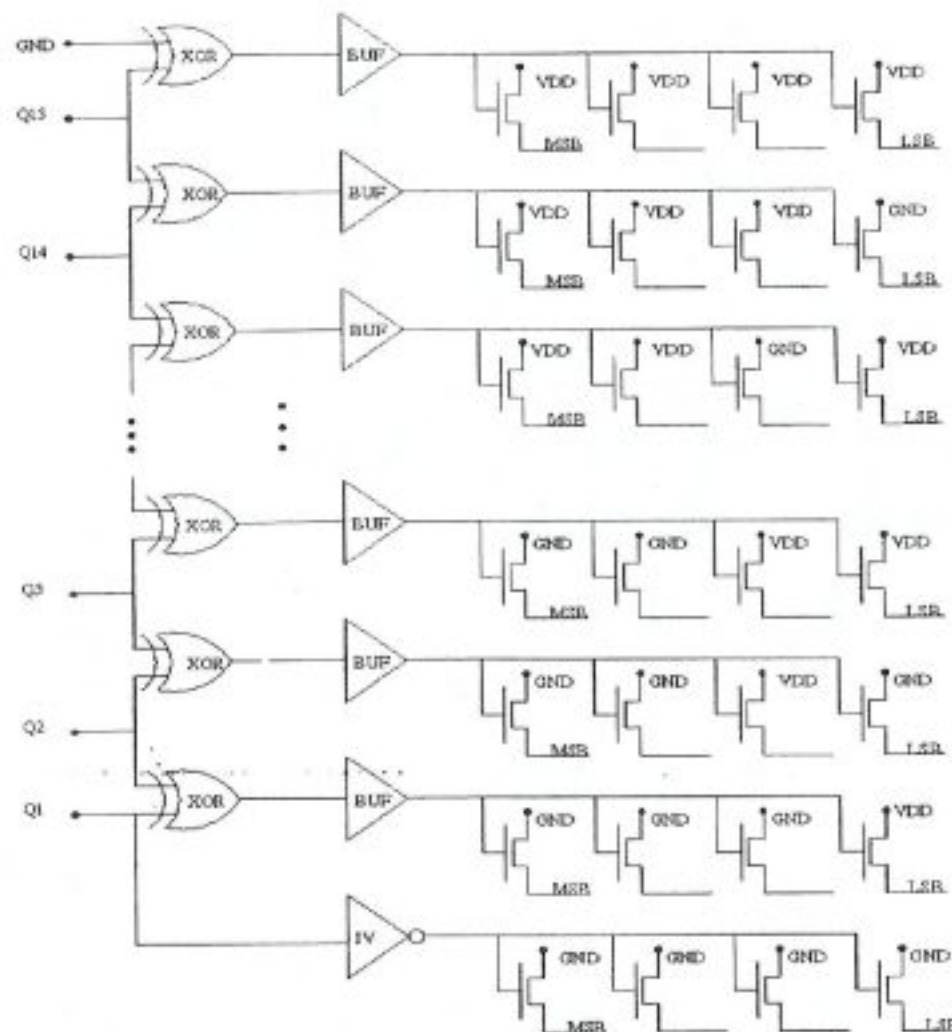 GND XOR BUF
VDD VDD VDD VDD
Q15 MSB LSB
XOR BUF
VDD VDD VDD GND
Q14 MSB LSB
XOR BUF
VDD VDD GND VDD
MSB LSB
XOR BUF
GND GND VDD VDD
Q3 MSB LSB
XOR BUF
GND GND VDD GND
Q2 MSB LSB
XOR BUF
Q1 GND GND GND VDD
MSB LSB
IV
GND GND GND GND
MSB LSB